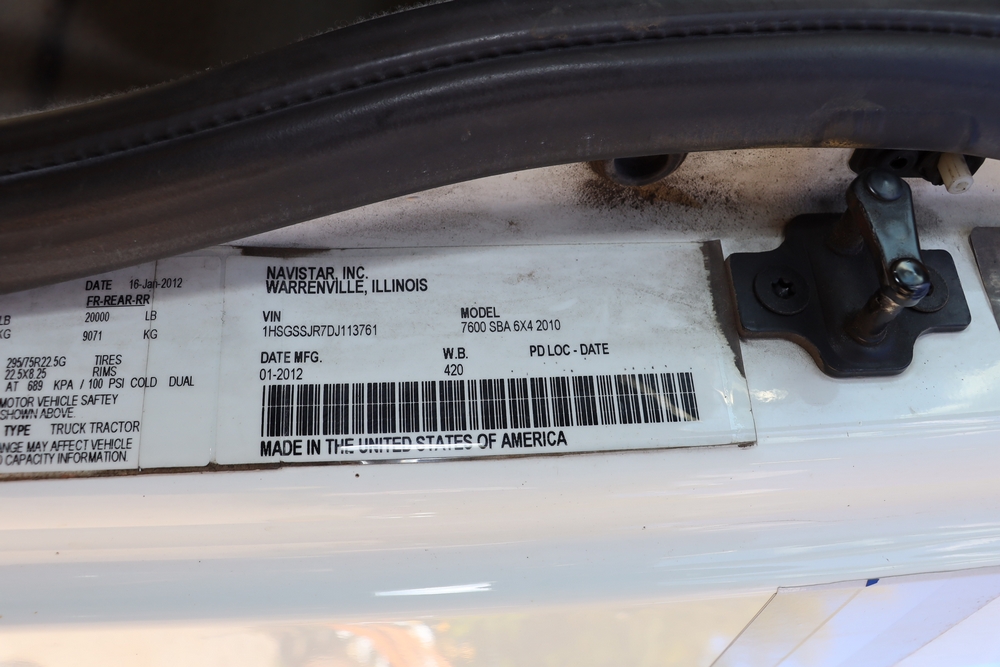 DATE 16-Jan-2012
FR-REAR-RR
LB 20000 LB
KG 9071 KG
295/75R22.5G TIRES
22.5X8.25 RIMS
AT 689 KPA / 100 PSI COLD DUAL
MOTOR VEHICLE SAFTEY
SHOWN ABOVE.
TYPE TRUCK TRACTOR
ANGE MAY AFFECT VEHICLE
CAPACITY INFORMATION.
NAVISTAR, INC.
WARRENVILLE, ILLINOIS
VIN MODEL
1HSGSSJR7DJ113761 7600 SBA 6X4 2010
DATE MFG. W.B. PD LOC - DATE
01-2012 420
MADE IN THE UNITED STATES OF AMERICA